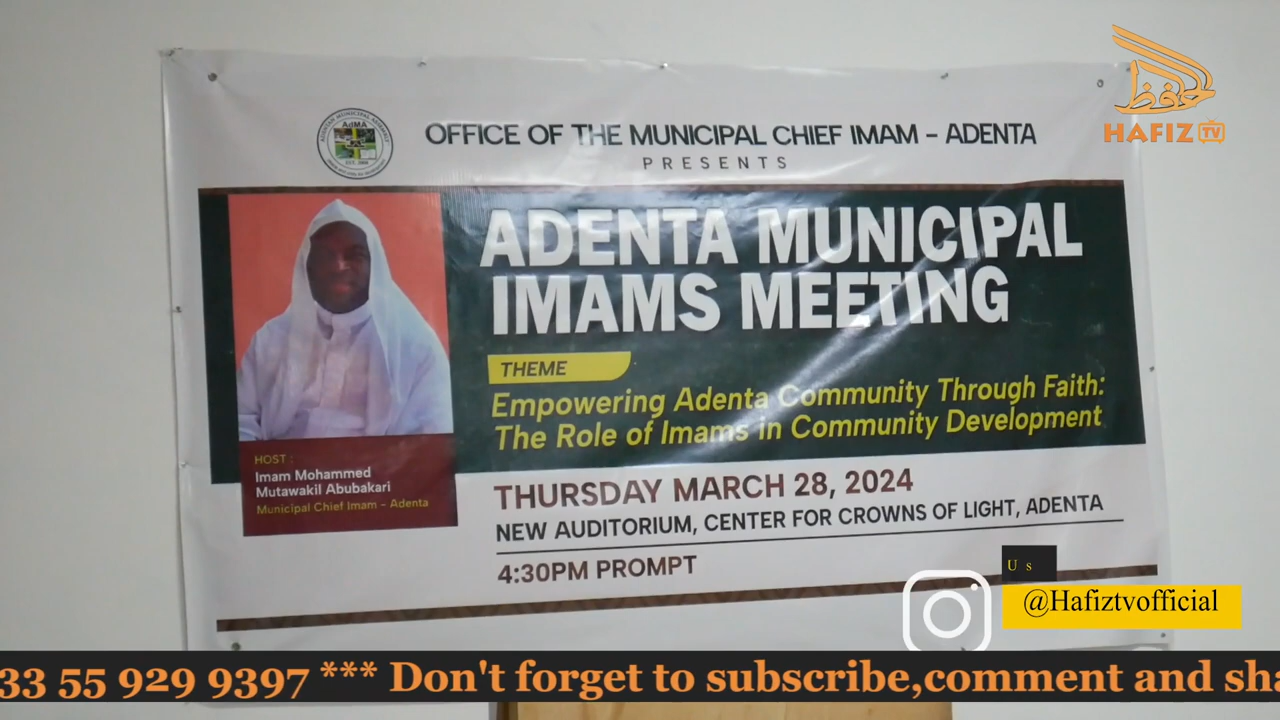 حفظ
HAFIZ TV
AdMA
OFFICE OF THE MUNICIPAL CHIEF IMAM – ADENTA
PRESENTS
ADENTA MUNICIPAL
IMAMS MEETING
THEME
Empowering Adenta Community Through Faith:
The Role of Imams in Community Development
HOST :
Imam Mohammed
Mutawakil Abubakari
Municipal Chief Imam - Adenta
THURSDAY MARCH 28, 2024
NEW AUDITORIUM, CENTER FOR CROWNS OF LIGHT, ADENTA
4:30PM PROMPT
Us
@Hafiztvofficial
33 55 929 9397 *** Don't forget to subscribe,comment and sha